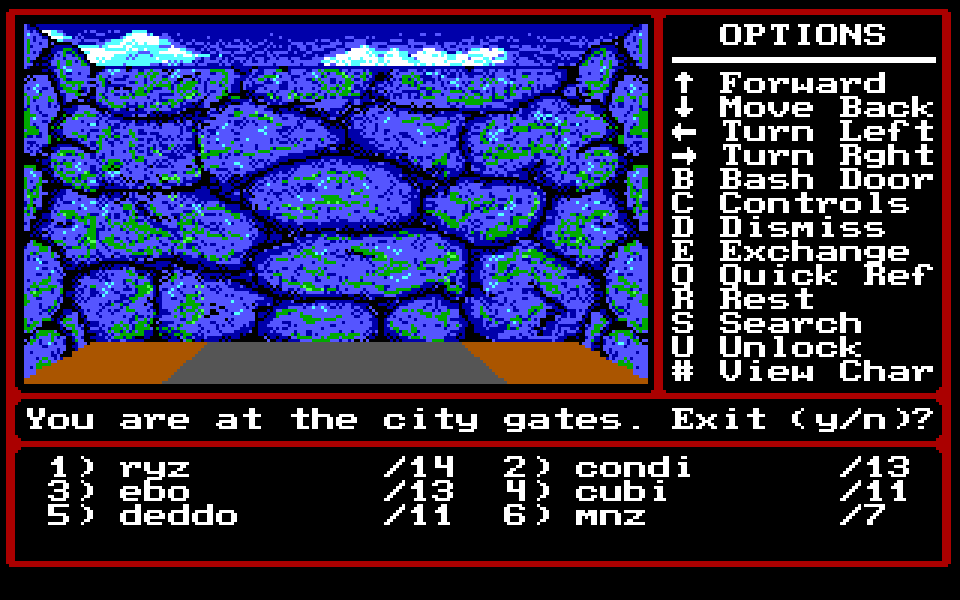 OPTIONS
↑ Forward
↓ Move Back
← Turn Left
→ Turn Rght
B Bash Door
C Controls
D Dismiss
E Exchange
Q Quick Ref
R Rest
S Search
U Unlock
# View Char
You are at the city gates. Exit (y/n)?
1) ryz /14 2) condi /13
3) ebo /13 4) cubi /11
5) deddo /11 6) mnz /7